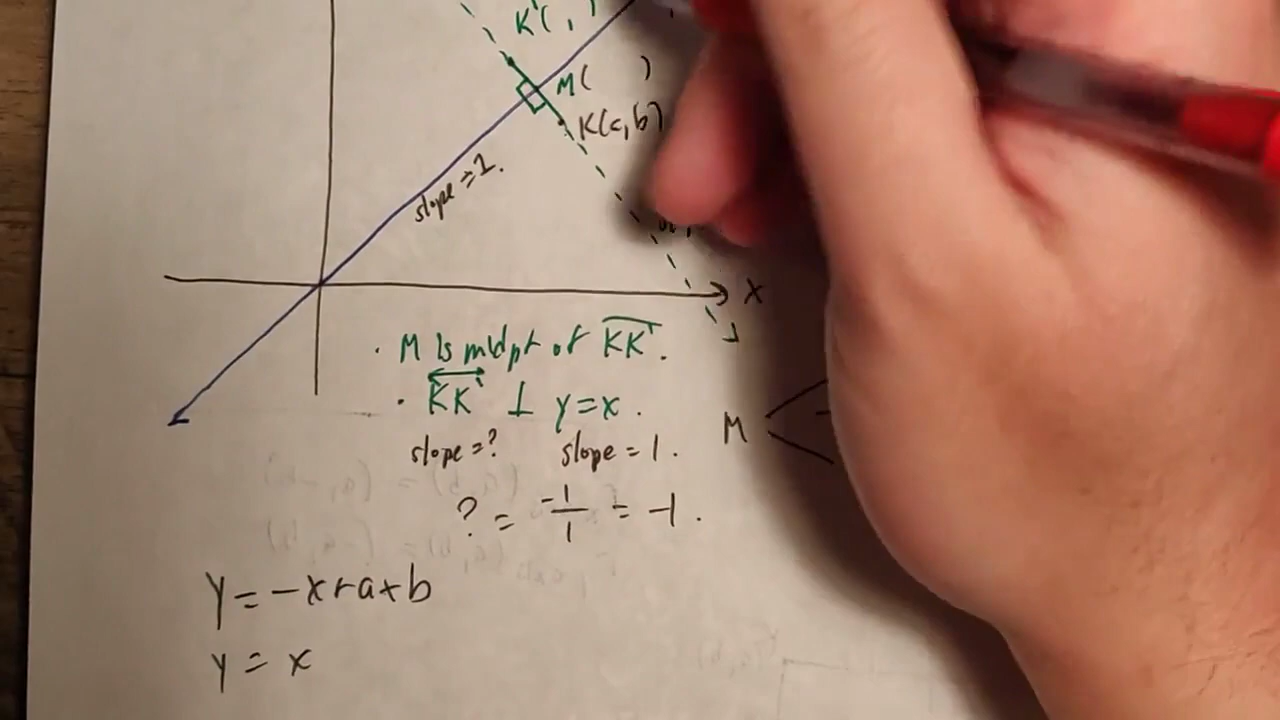 K'( , )
M( )
K(a,b)
slope = 1.
x
· M is midpt of KK'.
· KK' ⊥ y=x.
slope=? slope = 1.
M
? = -1/1 = -1.
y = -x+a+b
y = x